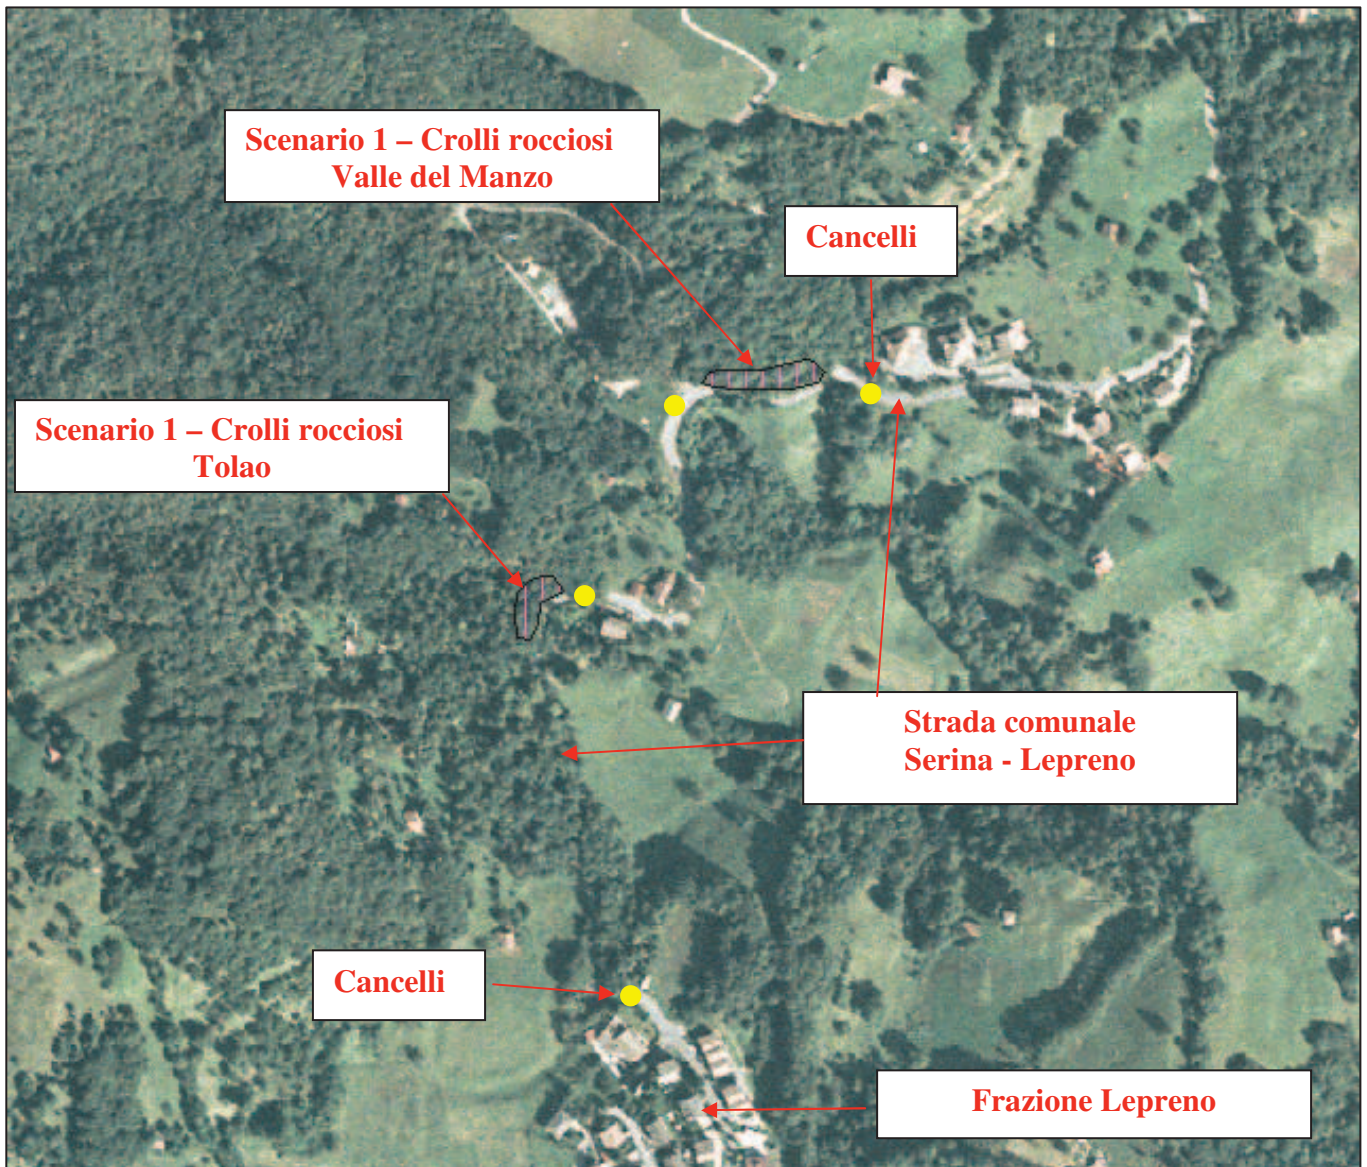 Scenario 1 – Crolli rocciosi
Valle del Manzo
Cancelli
Scenario 1 – Crolli rocciosi
Tolao
Strada comunale
Serina - Lepreno
Cancelli
Frazione Lepreno